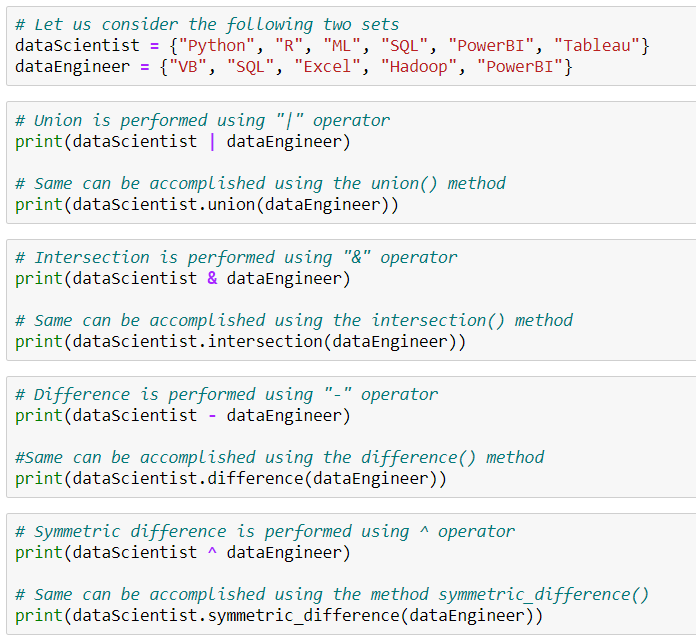 # Let us consider the following two sets
dataScientist = {"Python", "R", "ML", "SQL", "PowerBI", "Tableau"}
dataEngineer = {"VB", "SQL", "Excel", "Hadoop", "PowerBI"}
# Union is performed using "|" operator
print(dataScientist | dataEngineer)
# Same can be accomplished using the union() method
print(dataScientist.union(dataEngineer))
# Intersection is performed using "&" operator
print(dataScientist & dataEngineer)
# Same can be accomplished using the intersection() method
print(dataScientist.intersection(dataEngineer))
# Difference is performed using "-" operator
print(dataScientist - dataEngineer)
#Same can be accomplished using the difference() method
print(dataScientist.difference(dataEngineer))
# Symmetric difference is performed using ^ operator
print(dataScientist ^ dataEngineer)
# Same can be accomplished using the method symmetric_difference()
print(dataScientist.symmetric_difference(dataEngineer))